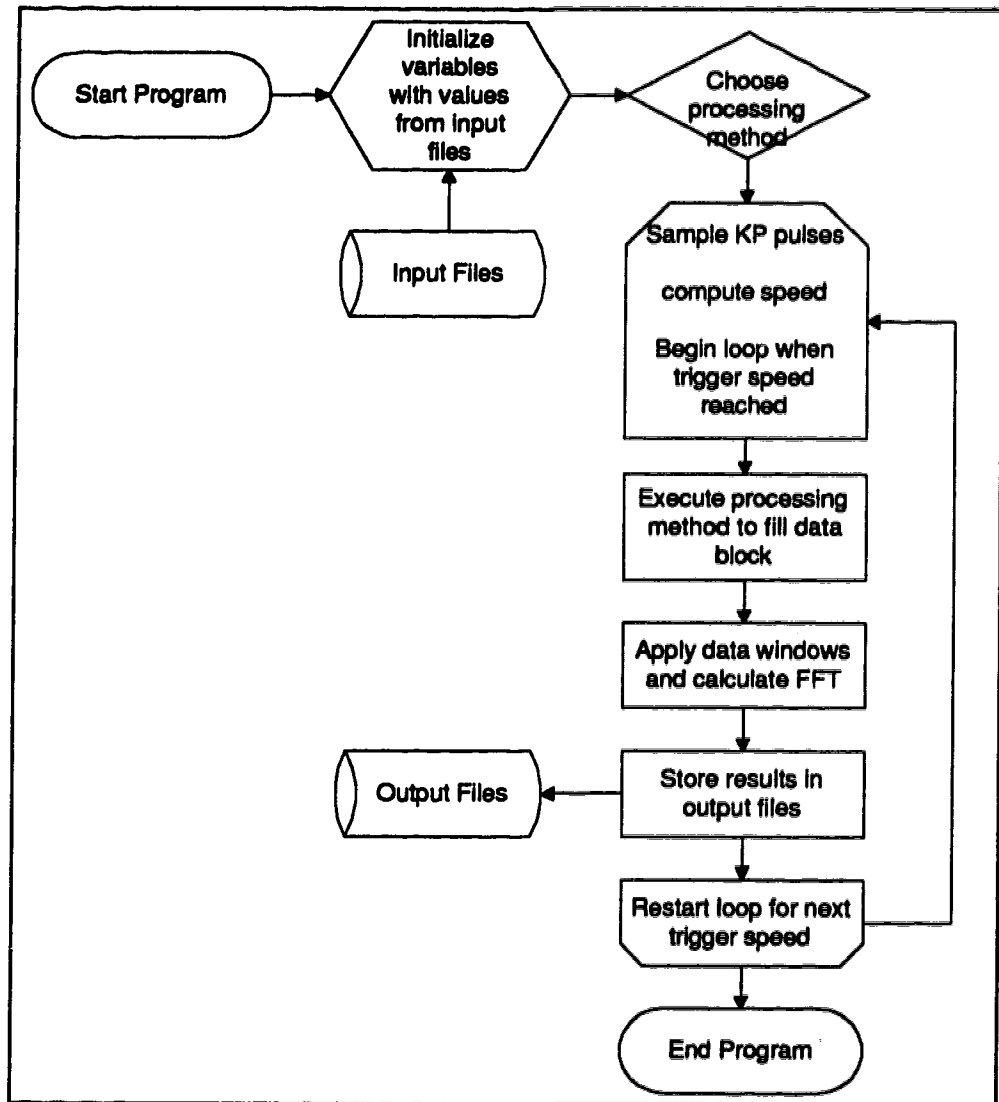 Start Program
Initialize
variables
with values
from input
files
Choose
processing
method
Input Files
Sample KP pulses
compute speed
Begin loop when
trigger speed
reached
Execute processing
method to fill data
block
Apply data windows
and calculate FFT
Output Files
Store results in
output files
Restart loop for next
trigger speed
End Program